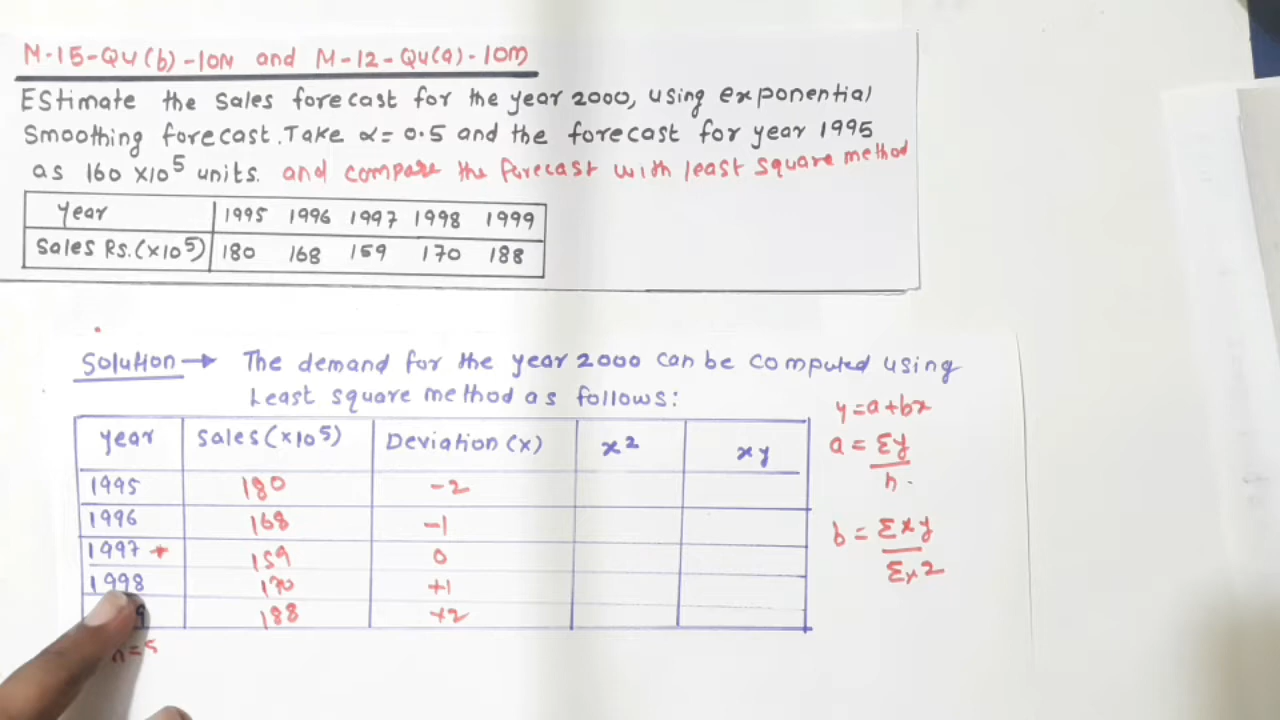 M-15-QU(b)-10M and M-12-QU(a)-10M
EStimate the Sales forecast for the year 2000, using exponential
Smoothing forecast. Take α= 0.5 and the forecast for year 1995
as 160 x10⁵ units. and compare the forecast with least square method
year 1995 1996 1997 1998 1999
Sales Rs.(x10⁵) 180 168 159 170 188
Solution → The demand for the year 2000 can be computed using
Least square method as follows:
year Sales(x10⁵) Deviation(x) x² xy
1995 180 -2
1996 168 -1
1997 159 0
1998 170 +1
9 188 +2
n=5
y=a+bx
a = Σy
n
b = Σxy
Σx2